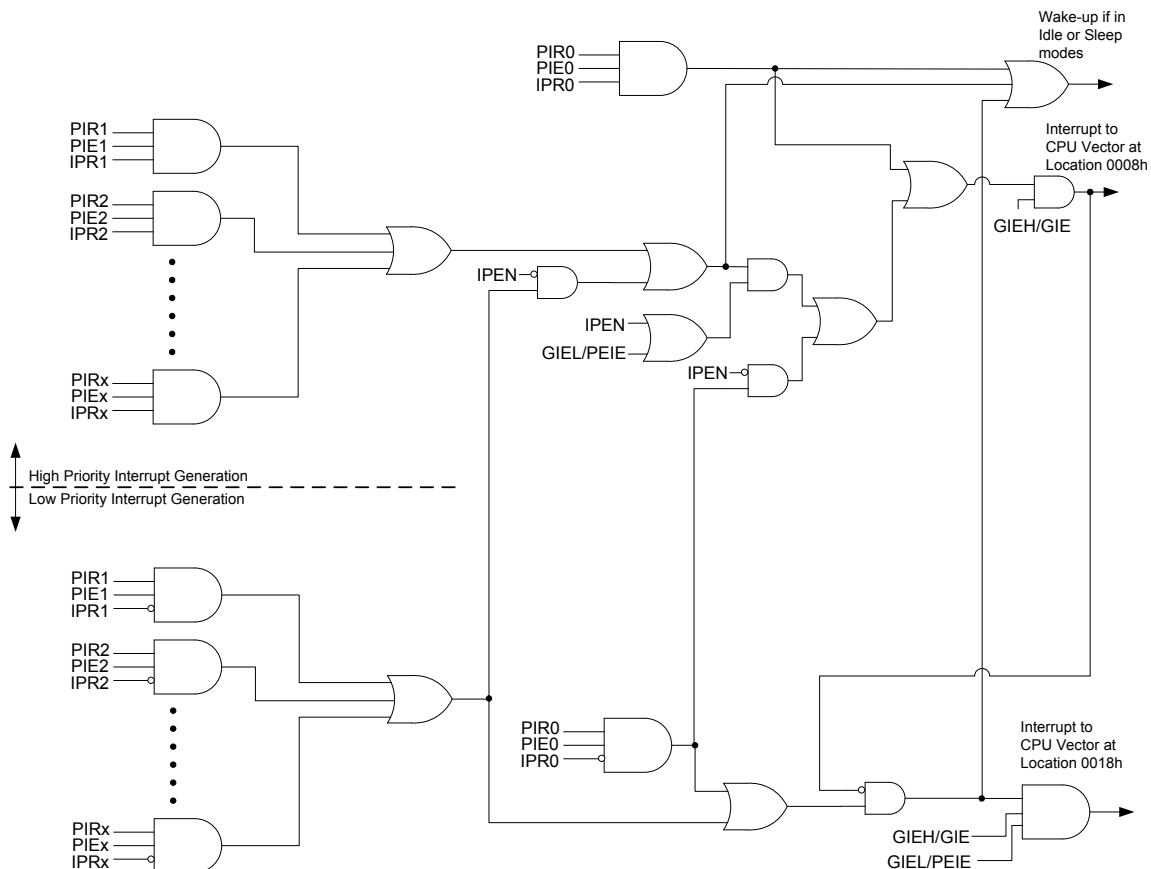 Wake-up if in
Idle or Sleep
modes
PIR0
PIE0
IPR0
Interrupt to
CPU Vector at
Location 0008h
PIR1
PIE1
IPR1
PIR2
PIE2
IPR2
GIEH/GIE
IPEN
IPEN
GIEL/PEIE
IPEN
PIRx
PIEx
IPRx
High Priority Interrupt Generation
Low Priority Interrupt Generation
PIR1
PIE1
IPR1
PIR2
PIE2
IPR2
PIR0
PIE0
IPR0
Interrupt to
CPU Vector at
Location 0018h
PIRx
PIEx
IPRx
GIEH/GIE
GIEL/PEIE